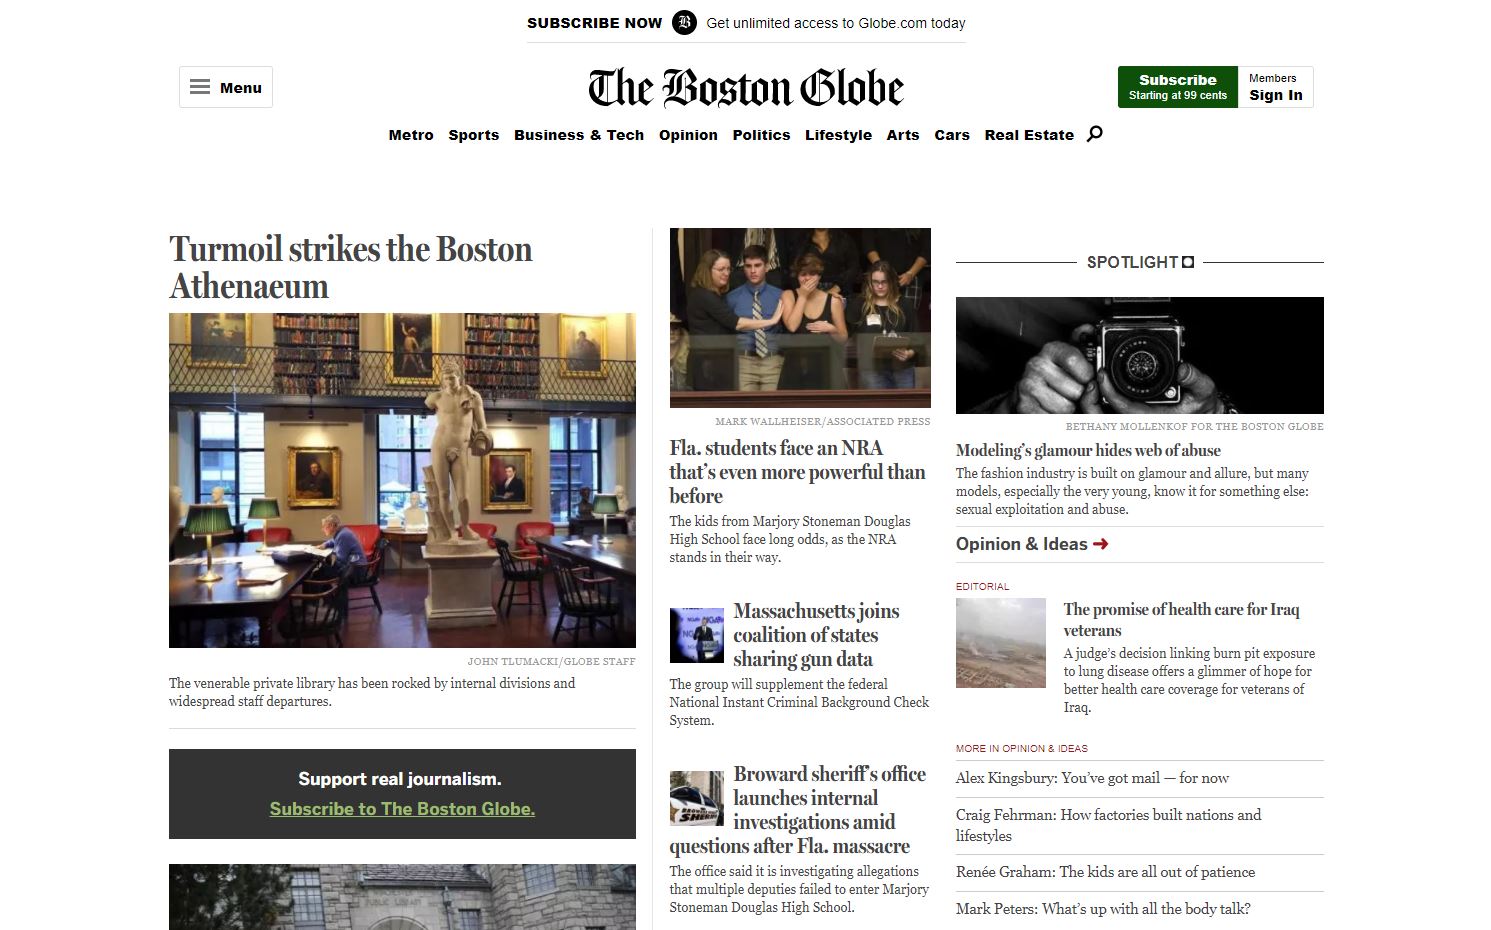 SUBSCRIBE NOW B Get unlimited access to Globe.com today
Menu
The Boston Globe
Subscribe
Starting at 99 cents
Members
Sign In
Metro Sports Business & Tech Opinion Politics Lifestyle Arts Cars Real Estate
Turmoil strikes the Boston
Athenaeum
JOHN TLUMACKI/GLOBE STAFF
The venerable private library has been rocked by internal divisions and
widespread staff departures.
Support real journalism.
Subscribe to The Boston Globe.
PUBLIC LIBRARY
MARK WALLHEISER/ASSOCIATED PRESS
Fla. students face an NRA
that's even more powerful than
before
The kids from Marjory Stoneman Douglas
High School face long odds, as the NRA
stands in their way.
Massachusetts joins
coalition of states
sharing gun data
The group will supplement the federal
National Instant Criminal Background Check
System.
BROWARD
SHERIFF
Broward sheriff's office
launches internal
investigations amid
questions after Fla. massacre
The office said it is investigating allegations
that multiple deputies failed to enter Marjory
Stoneman Douglas High School.
SPOTLIGHT
BETHANY MOLLENKOF FOR THE BOSTON GLOBE
Modeling's glamour hides web of abuse
The fashion industry is built on glamour and allure, but many
models, especially the very young, know it for something else:
sexual exploitation and abuse.
Opinion & Ideas
EDITORIAL
The promise of health care for Iraq
veterans
A judge's decision linking burn pit exposure
to lung disease offers a glimmer of hope for
better health care coverage for veterans of
Iraq.
MORE IN OPINION & IDEAS
Alex Kingsbury: You've got mail — for now
Craig Fehrman: How factories built nations and
lifestyles
Renée Graham: The kids are all out of patience
Mark Peters: What's up with all the body talk?